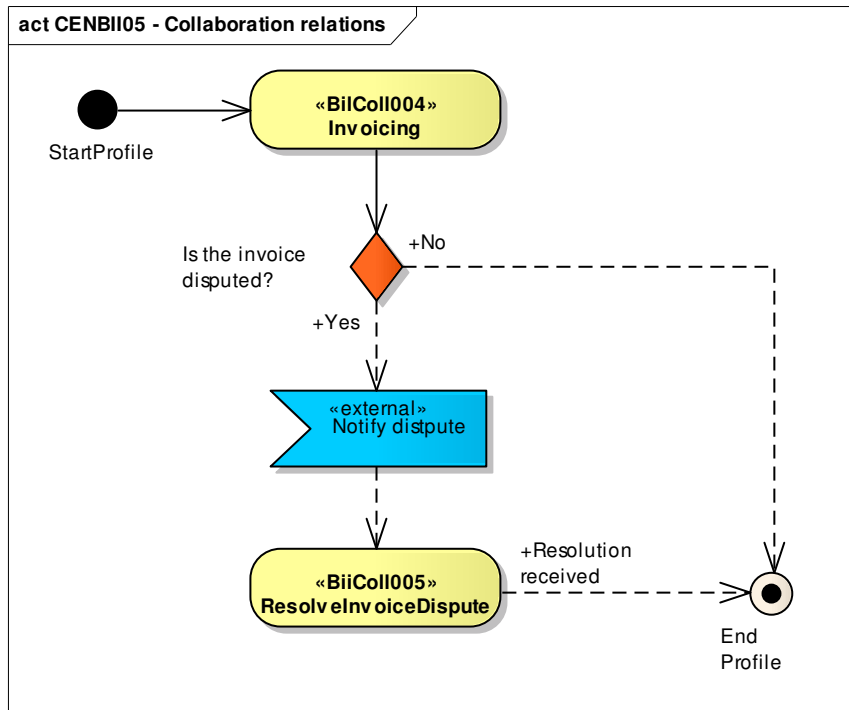 act CENBII05 - Collaboration relations
«BilColl004»
Invoicing
StartProfile
Is the invoice
disputed?
+No
+Yes
«external»
Notify distpute
«BiiColl005»
ResolveInvoiceDispute
+Resolution
received
End
Profile